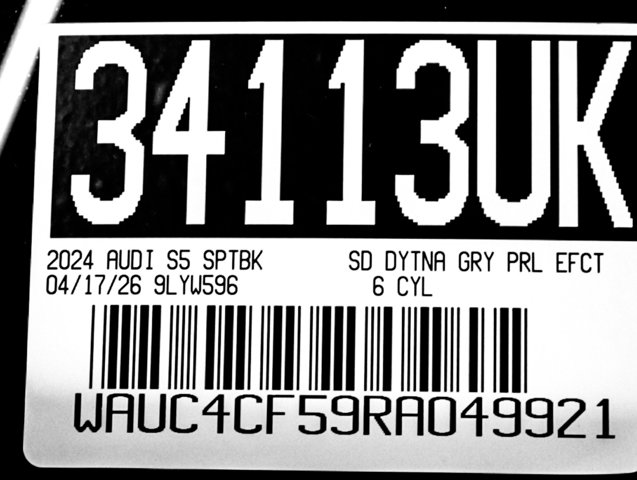 34113UK
2024 AUDI S5 SPTBK SD DYTNA GRY PRL EFCT
04/17/26 9LYW596 6 CYL
WAUC4CF59RA049921